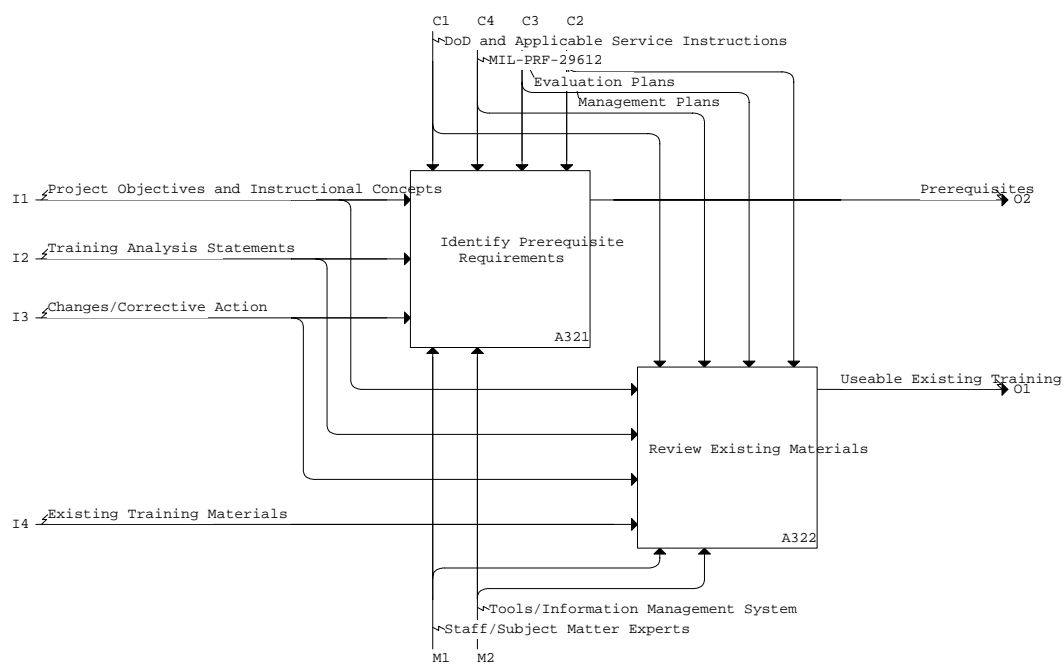 C1 C4 C3 C2
DoD and Applicable Service Instructions
MIL-PRF-29612
Evaluation Plans
Management Plans
Project Objectives and Instructional Concepts
I1
Prerequisites
O2
Identify Prerequisite
Requirements
Training Analysis Statements
I2
Changes/Corrective Action
I3
A321
Useable Existing Training
O1
Review Existing Materials
Existing Training Materials
I4
A322
Tools/Information Management System
Staff/Subject Matter Experts
M1 M2